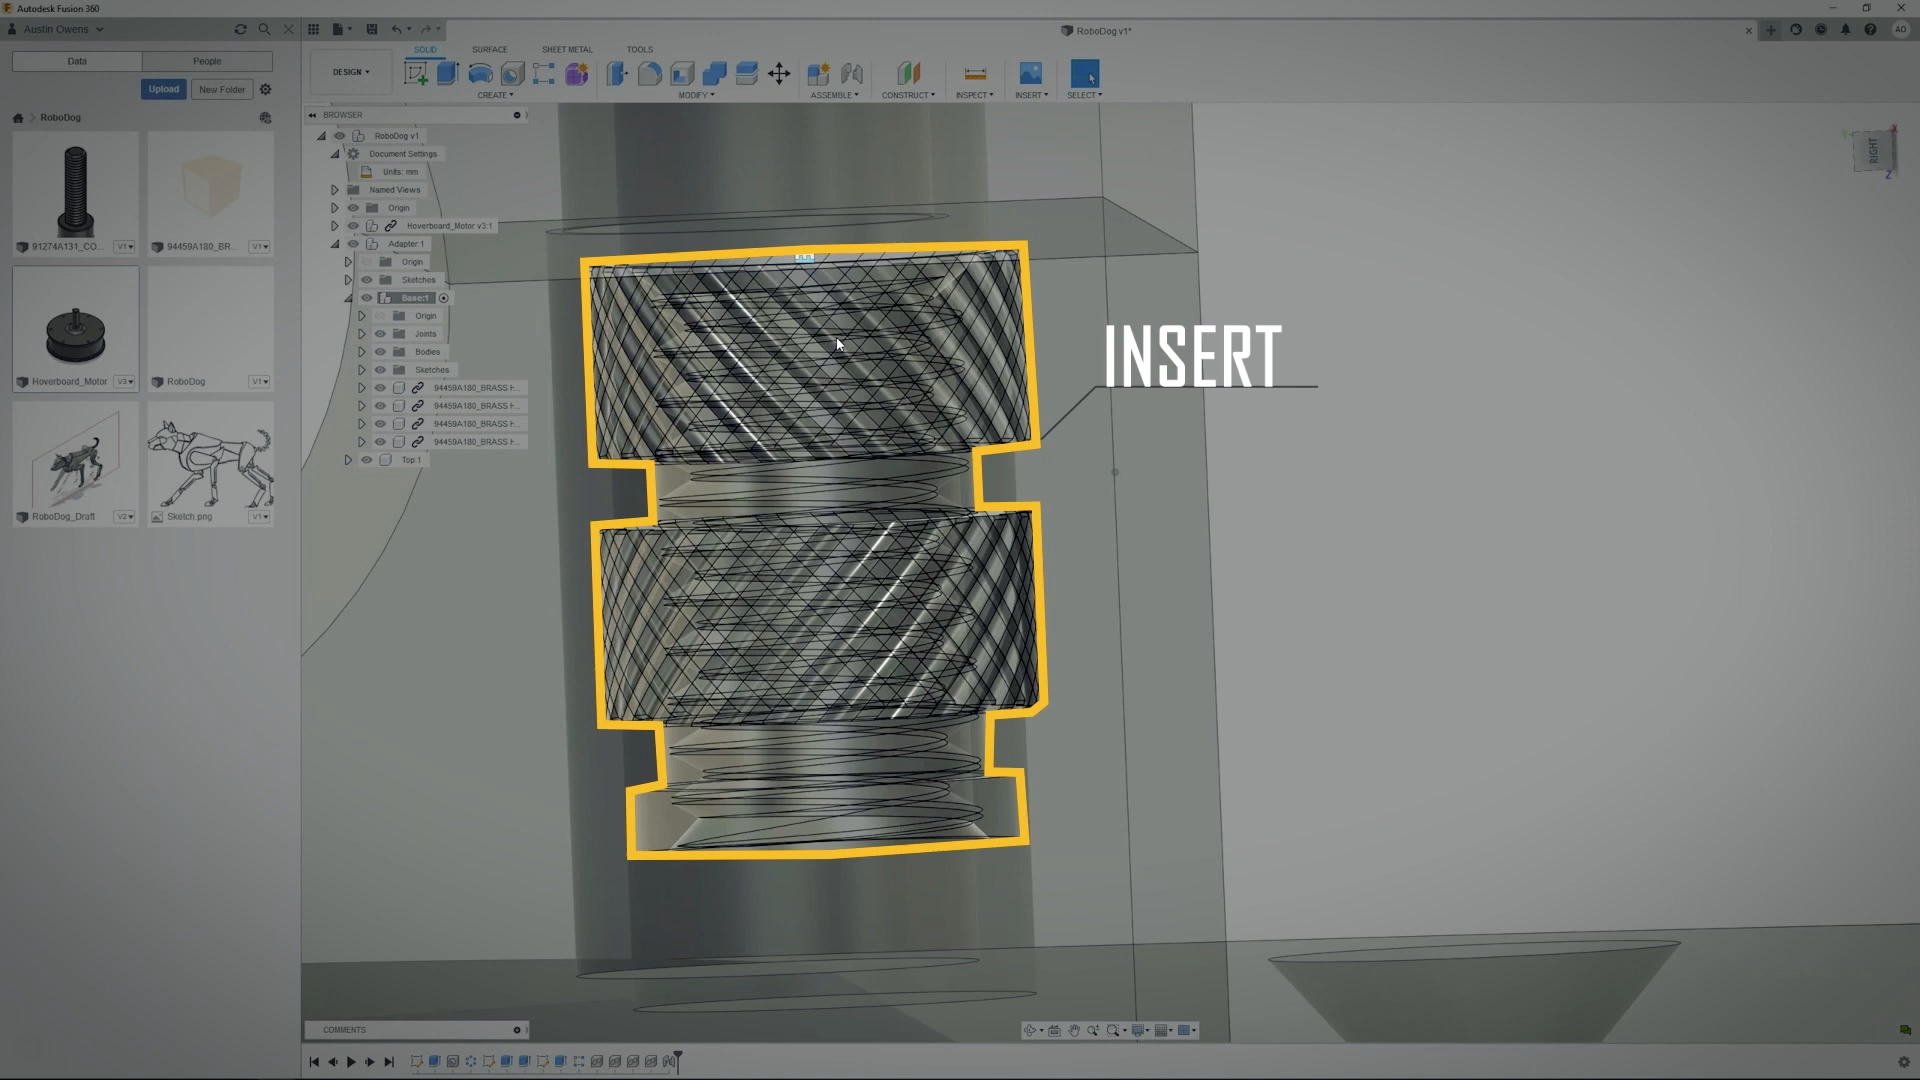 Autodesk Fusion 360
Austin Owens
RoboDog v1*
AO
Data
People
Upload
New Folder
RoboDog
91274A131_CO...
V1
94459A180_BR...
V1
Hoverboard_Motor
V3
RoboDog
V1
RoboDog_Draft
V2
Sketch.png
V1
DESIGN
SOLID
SURFACE
SHEET METAL
TOOLS
CREATE
MODIFY
ASSEMBLE
CONSTRUCT
INSPECT
INSERT
SELECT
BROWSER
RoboDog v1
Document Settings
Units: mm
Named Views
Origin
Hoverboard_Motor v3:1
Adapter:1
Origin
Sketches
Base:1
Origin
Joints
Bodies
Sketches
94459A180_BRASS H...
94459A180_BRASS H...
94459A180_BRASS H...
94459A180_BRASS H...
Top:1
RIGHT
X
Z
INSERT
COMMENTS